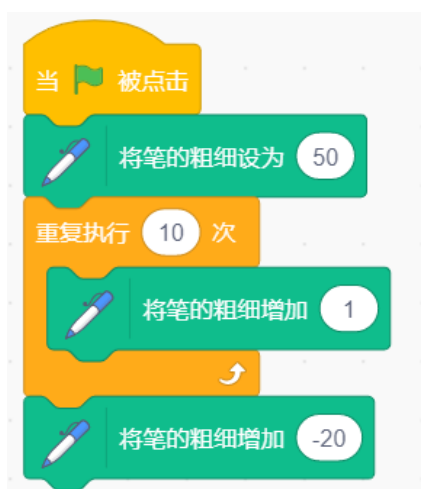 当 被点击
将笔的粗细设为 50
重复执行 10 次
将笔的粗细增加 1
将笔的粗细增加 -20